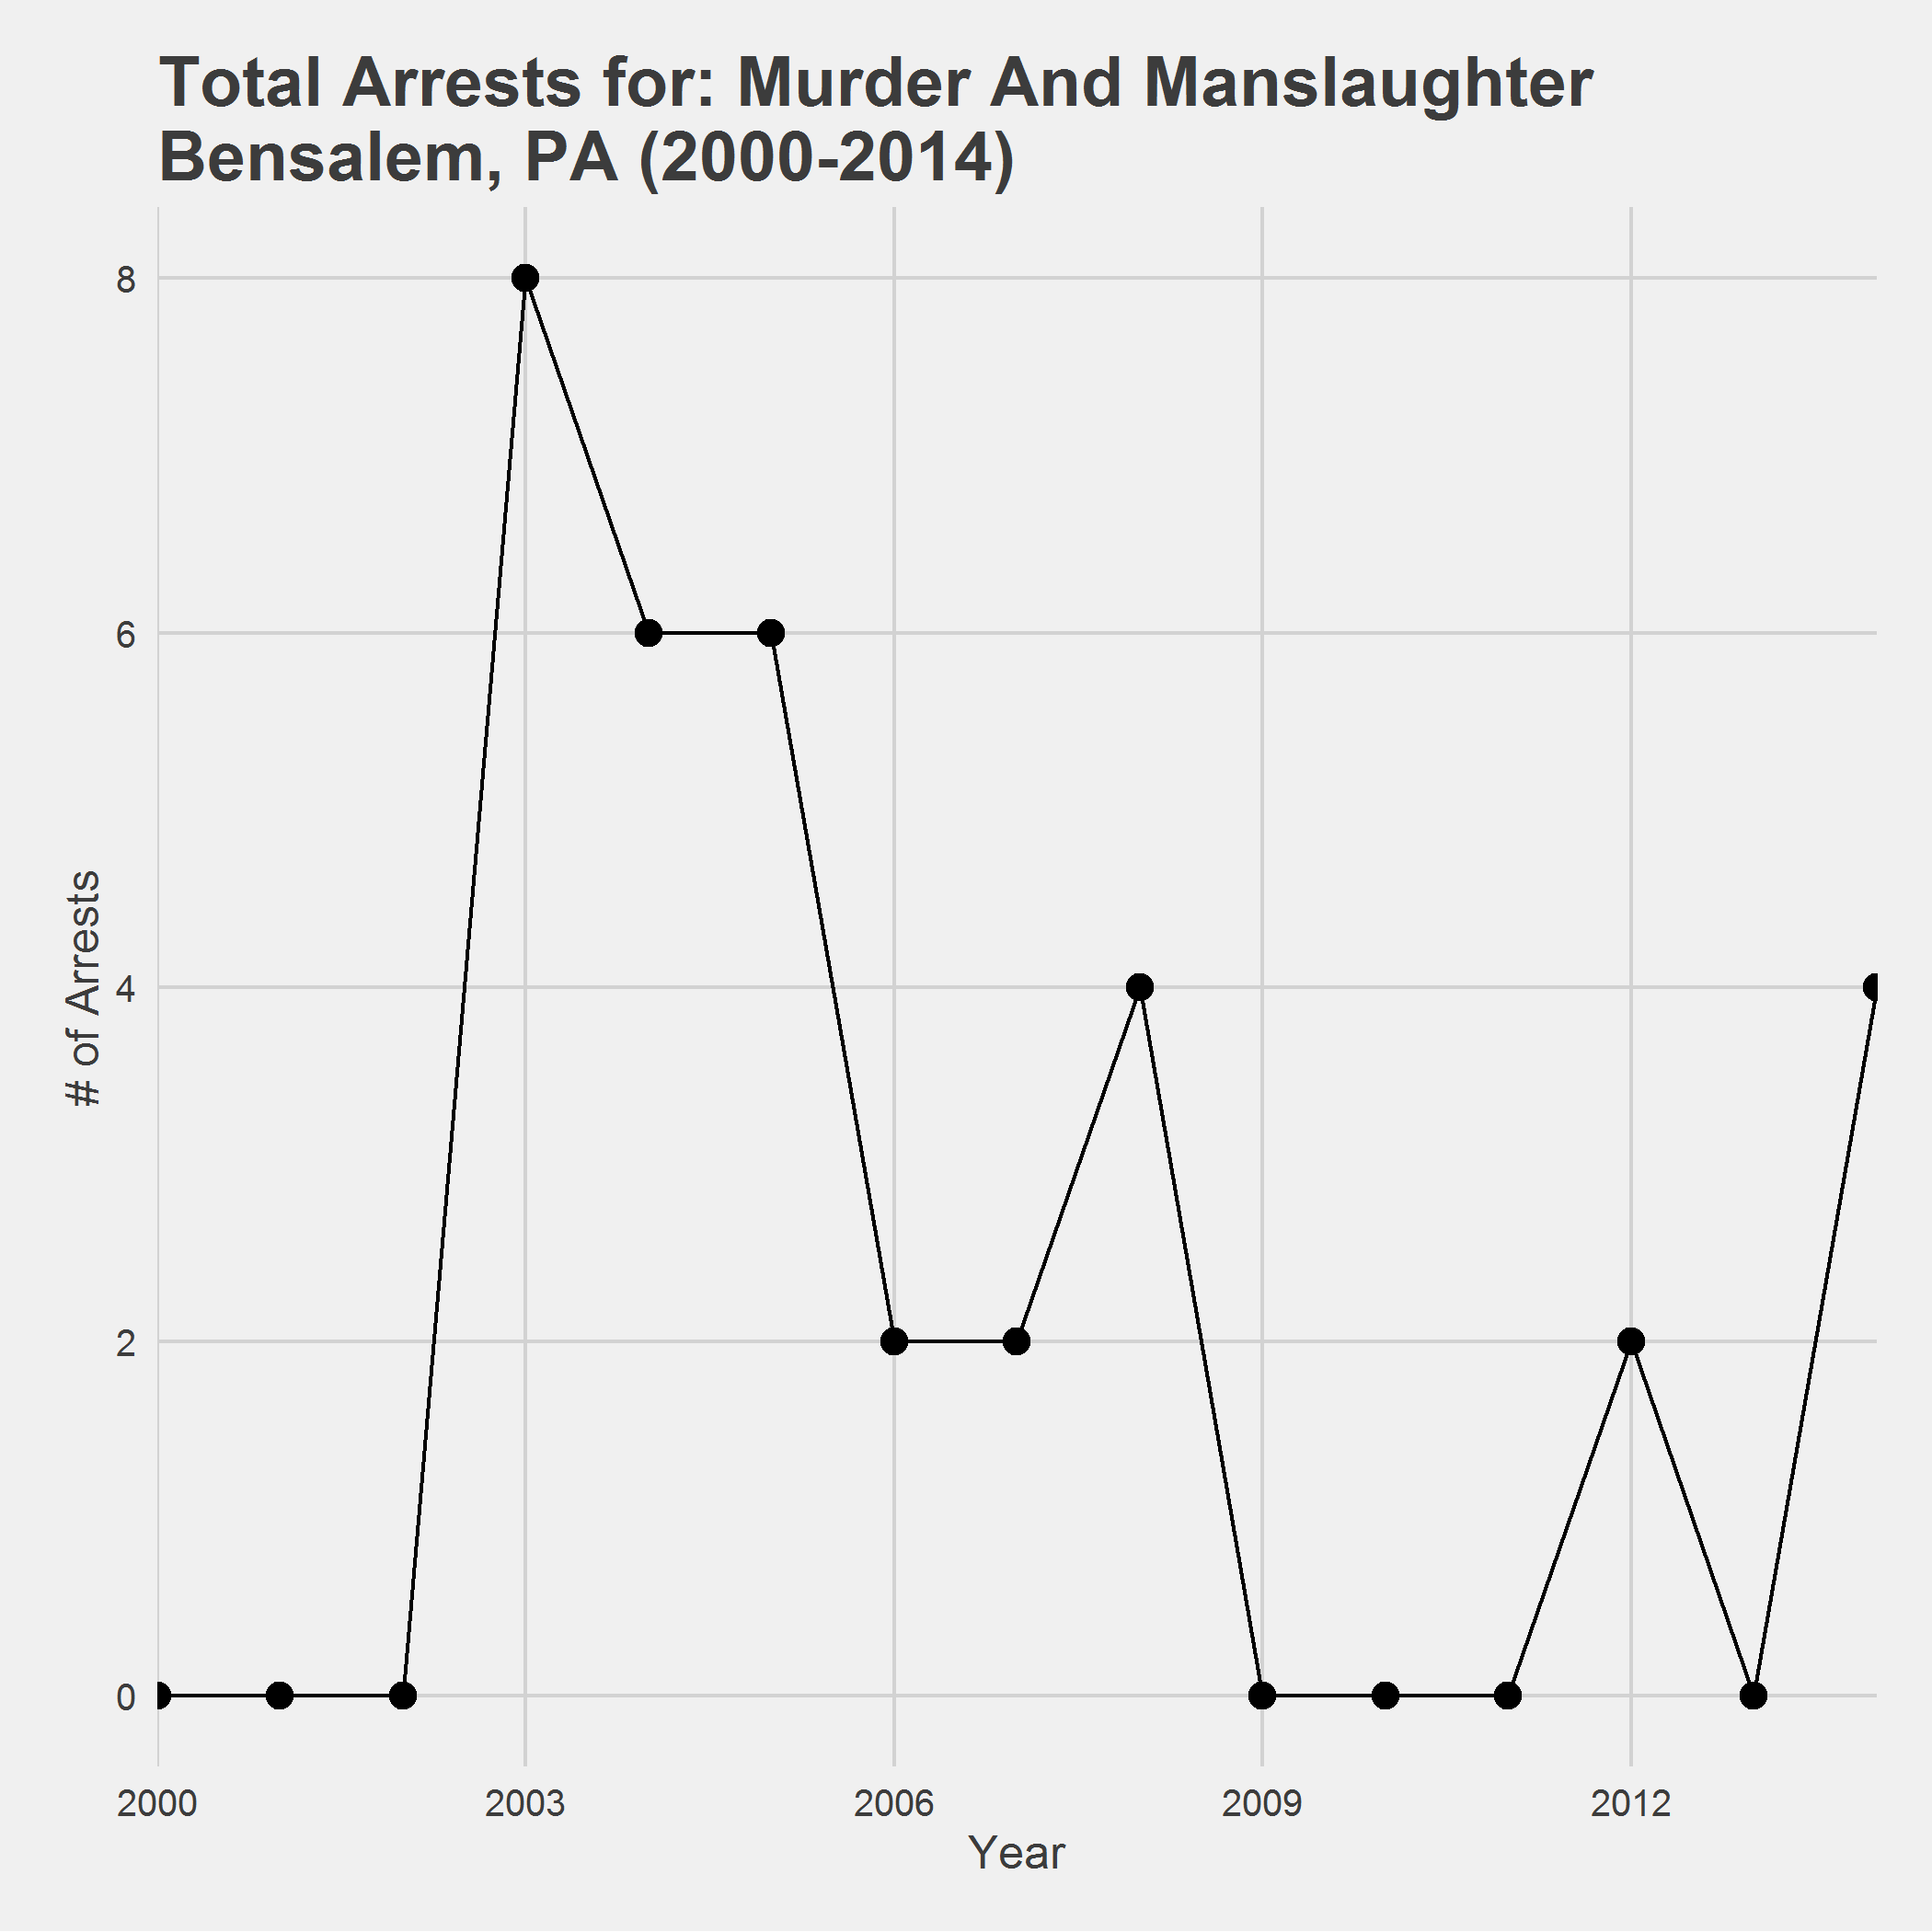 Total Arrests for: Murder And Manslaughter
Bensalem, PA (2000-2014)
8
6
4
2
0
# of Arrests
2000 2003 2006 2009 2012
Year